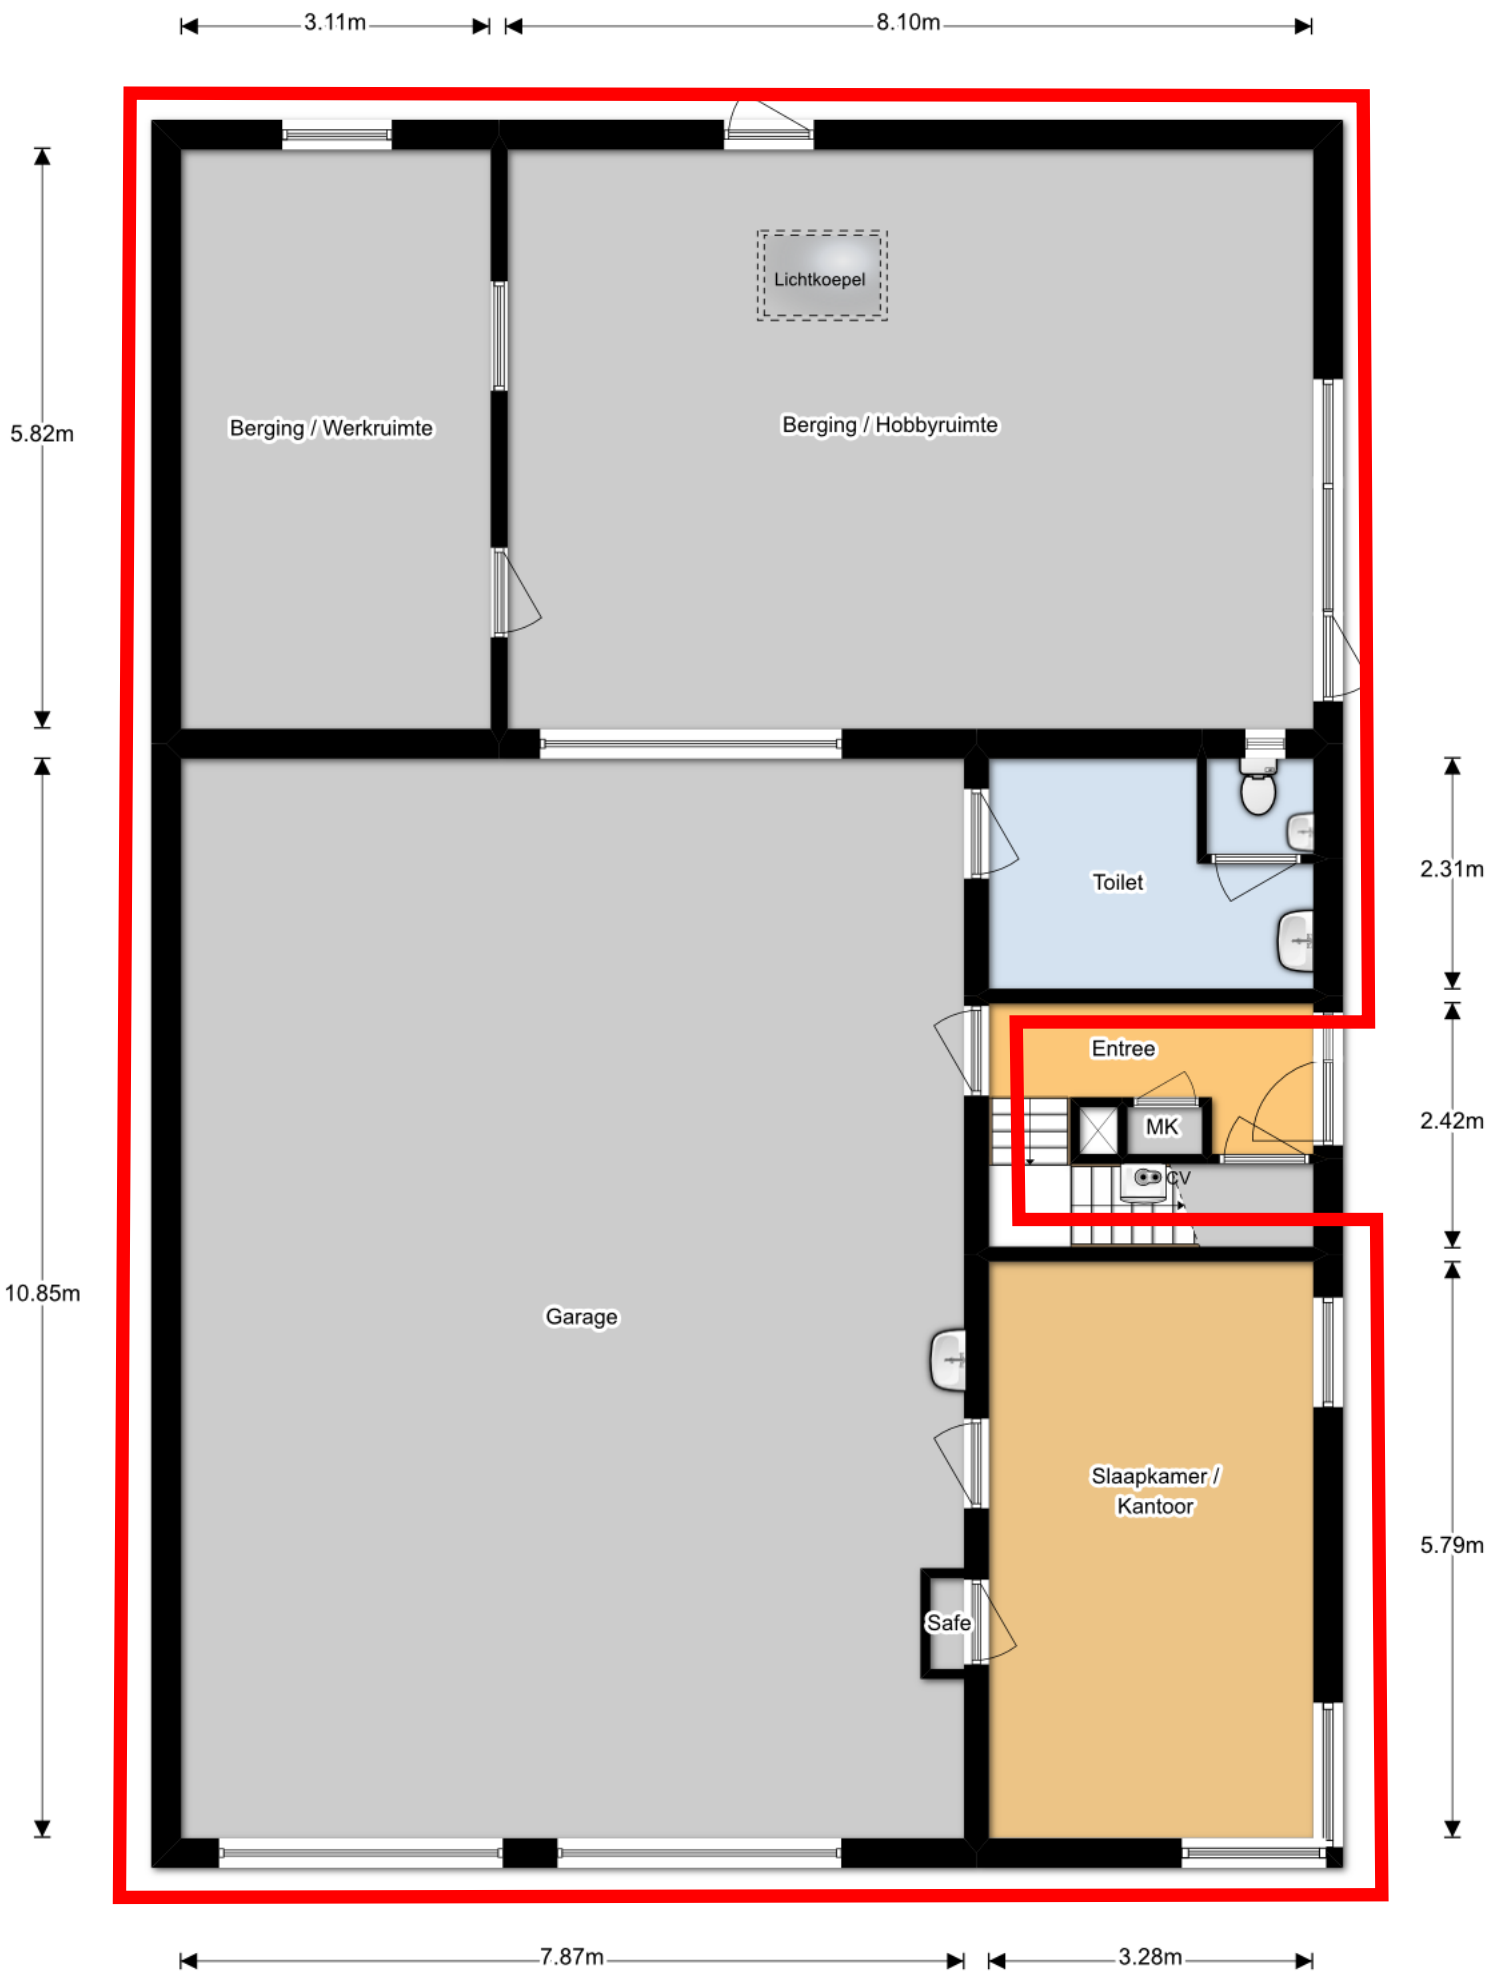 3.11m
8.10m
Lichtkoepel
Berging / Werkruimte
Berging / Hobbyruimte
5.82m
Toilet
2.31m
Entree
MK
2.42m
CV
10.85m
Garage
Slaapkamer /
Kantoor
5.79m
Safe
7.87m
3.28m